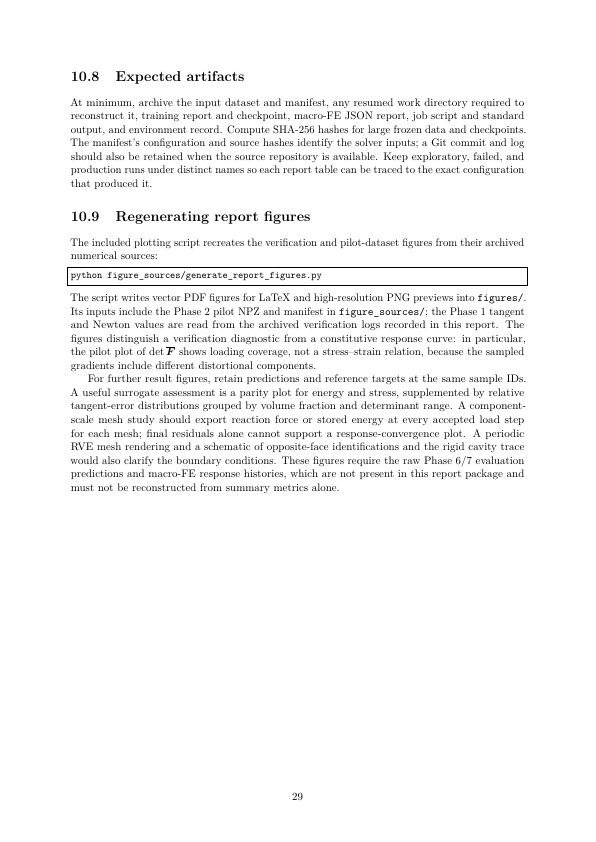 10.8 Expected artifacts
At minimum, archive the input dataset and manifest, any resumed work directory required to
reconstruct it, training report and checkpoint, macro-FE JSON report, job script and standard
output, and environment record. Compute SHA-256 hashes for large frozen data and checkpoints.
The manifest's configuration and source hashes identify the solver inputs; a Git commit and log
should also be retained when the source repository is available. Keep exploratory, failed, and
production runs under distinct names so each report table can be traced to the exact configuration
that produced it.
10.9 Regenerating report figures
The included plotting script recreates the verification and pilot-dataset figures from their archived
numerical sources:
python figure_sources/generate_report_figures.py
The script writes vector PDF figures for LaTeX and high-resolution PNG previews into figures/.
Its inputs include the Phase 2 pilot NPZ and manifest in figure_sources/; the Phase 1 tangent
and Newton values are read from the archived verification logs recorded in this report. The
figures distinguish a verification diagnostic from a constitutive response curve: in particular,
the pilot plot of det F̅ shows loading coverage, not a stress–strain relation, because the sampled
gradients include different distortional components.
For further result figures, retain predictions and reference targets at the same sample IDs.
A useful surrogate assessment is a parity plot for energy and stress, supplemented by relative
tangent-error distributions grouped by volume fraction and determinant range. A component-
scale mesh study should export reaction force or stored energy at every accepted load step
for each mesh; final residuals alone cannot support a response-convergence plot. A periodic
RVE mesh rendering and a schematic of opposite-face identifications and the rigid cavity trace
would also clarify the boundary conditions. These figures require the raw Phase 6/7 evaluation
predictions and macro-FE response histories, which are not present in this report package and
must not be reconstructed from summary metrics alone.
29